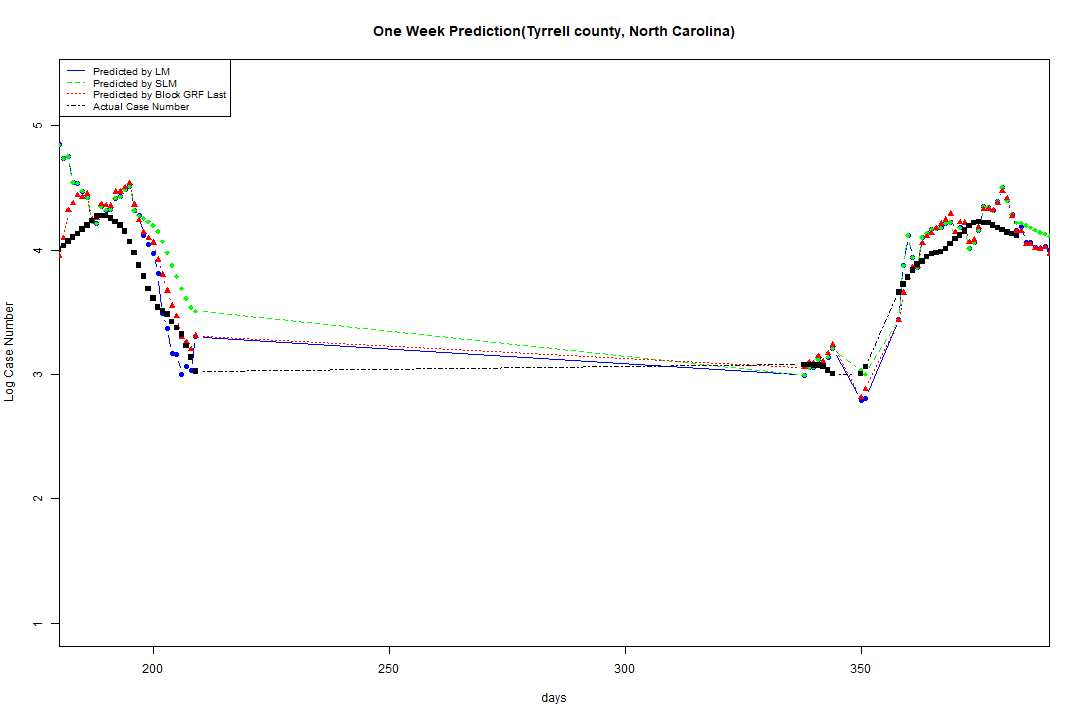 One Week Prediction(Tyrrell county, North Carolina)
Predicted by LM
Predicted by SLM
Predicted by Block GRF Last
Actual Case Number
5
4
3
2
1
Log Case Number
200 250 300 350
days